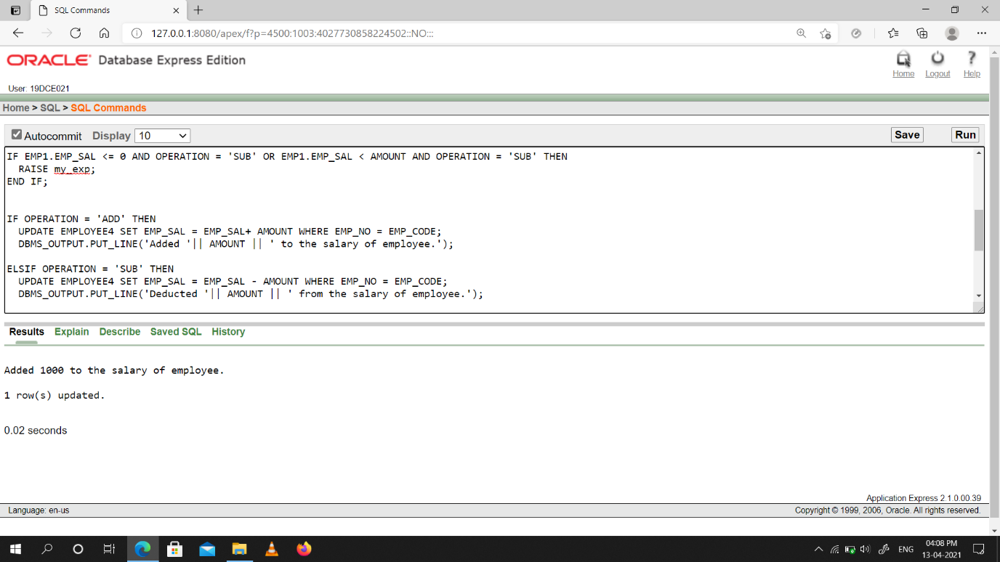 SQL Commands
127.0.0.1:8080/apex/f?p=4500:1003:4027730858224502::NO:::
ORACLE Database Express Edition
Home Logout Help
User: 19DCE021
Home > SQL > SQL Commands
Autocommit Display 10 Save Run
IF EMP1.EMP_SAL <= 0 AND OPERATION = 'SUB' OR EMP1.EMP_SAL < AMOUNT AND OPERATION = 'SUB' THEN
RAISE my_exp;
END IF;
IF OPERATION = 'ADD' THEN
UPDATE EMPLOYEE4 SET EMP_SAL = EMP_SAL+ AMOUNT WHERE EMP_NO = EMP_CODE;
DBMS_OUTPUT.PUT_LINE('Added '|| AMOUNT || ' to the salary of employee.');
ELSIF OPERATION = 'SUB' THEN
UPDATE EMPLOYEE4 SET EMP_SAL = EMP_SAL - AMOUNT WHERE EMP_NO = EMP_CODE;
DBMS_OUTPUT.PUT_LINE('Deducted '|| AMOUNT || ' from the salary of employee.');
Results Explain Describe Saved SQL History
Added 1000 to the salary of employee.
1 row(s) updated.
0.02 seconds
Application Express 2.1.0.00.39
Language: en-us Copyright © 1999, 2006, Oracle. All rights reserved.
ENG 04:08 PM
13-04-2021